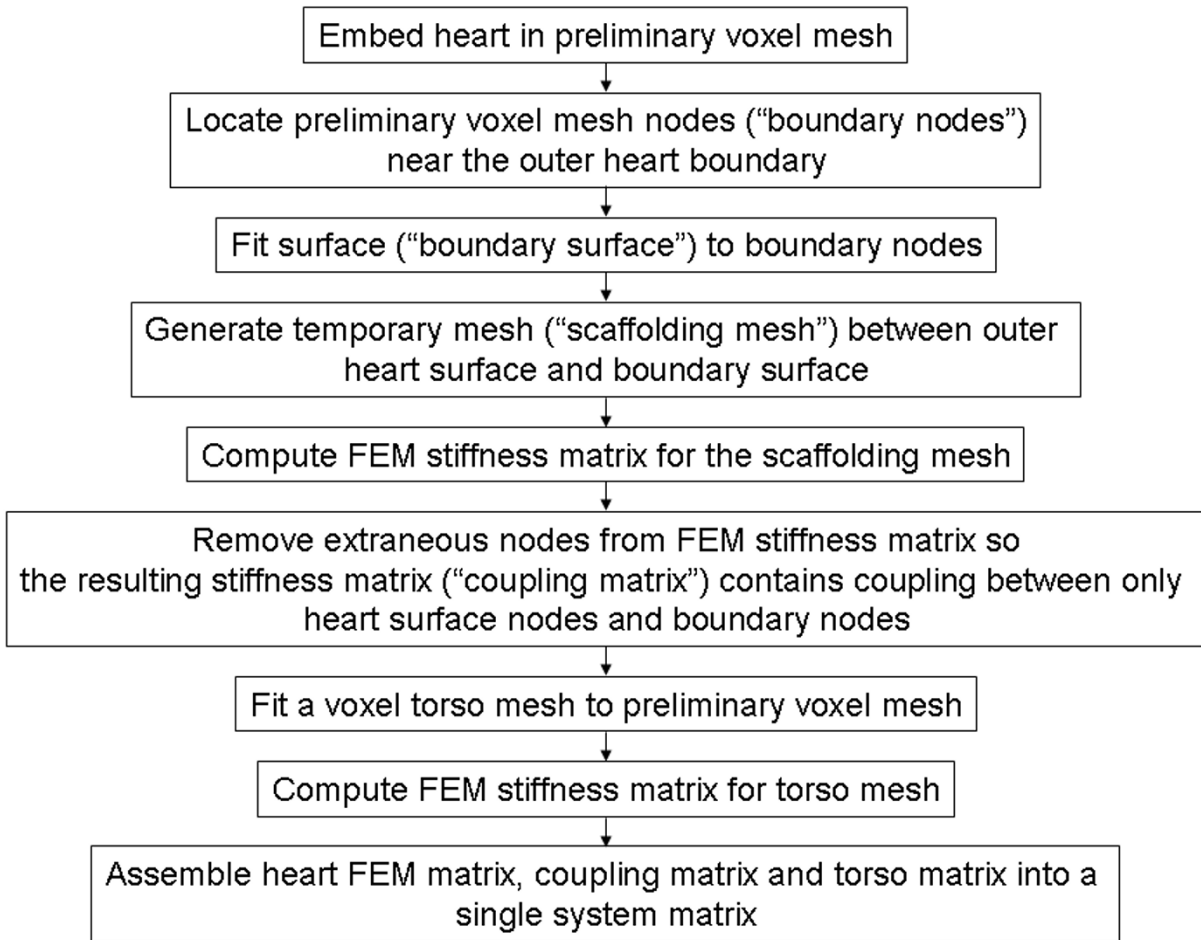 Embed heart in preliminary voxel mesh
Locate preliminary voxel mesh nodes (“boundary nodes”)
near the outer heart boundary
Fit surface (“boundary surface”) to boundary nodes
Generate temporary mesh (“scaffolding mesh”) between outer
heart surface and boundary surface
Compute FEM stiffness matrix for the scaffolding mesh
Remove extraneous nodes from FEM stiffness matrix so
the resulting stiffness matrix (“coupling matrix”) contains coupling between only
heart surface nodes and boundary nodes
Fit a voxel torso mesh to preliminary voxel mesh
Compute FEM stiffness matrix for torso mesh
Assemble heart FEM matrix, coupling matrix and torso matrix into a
single system matrix